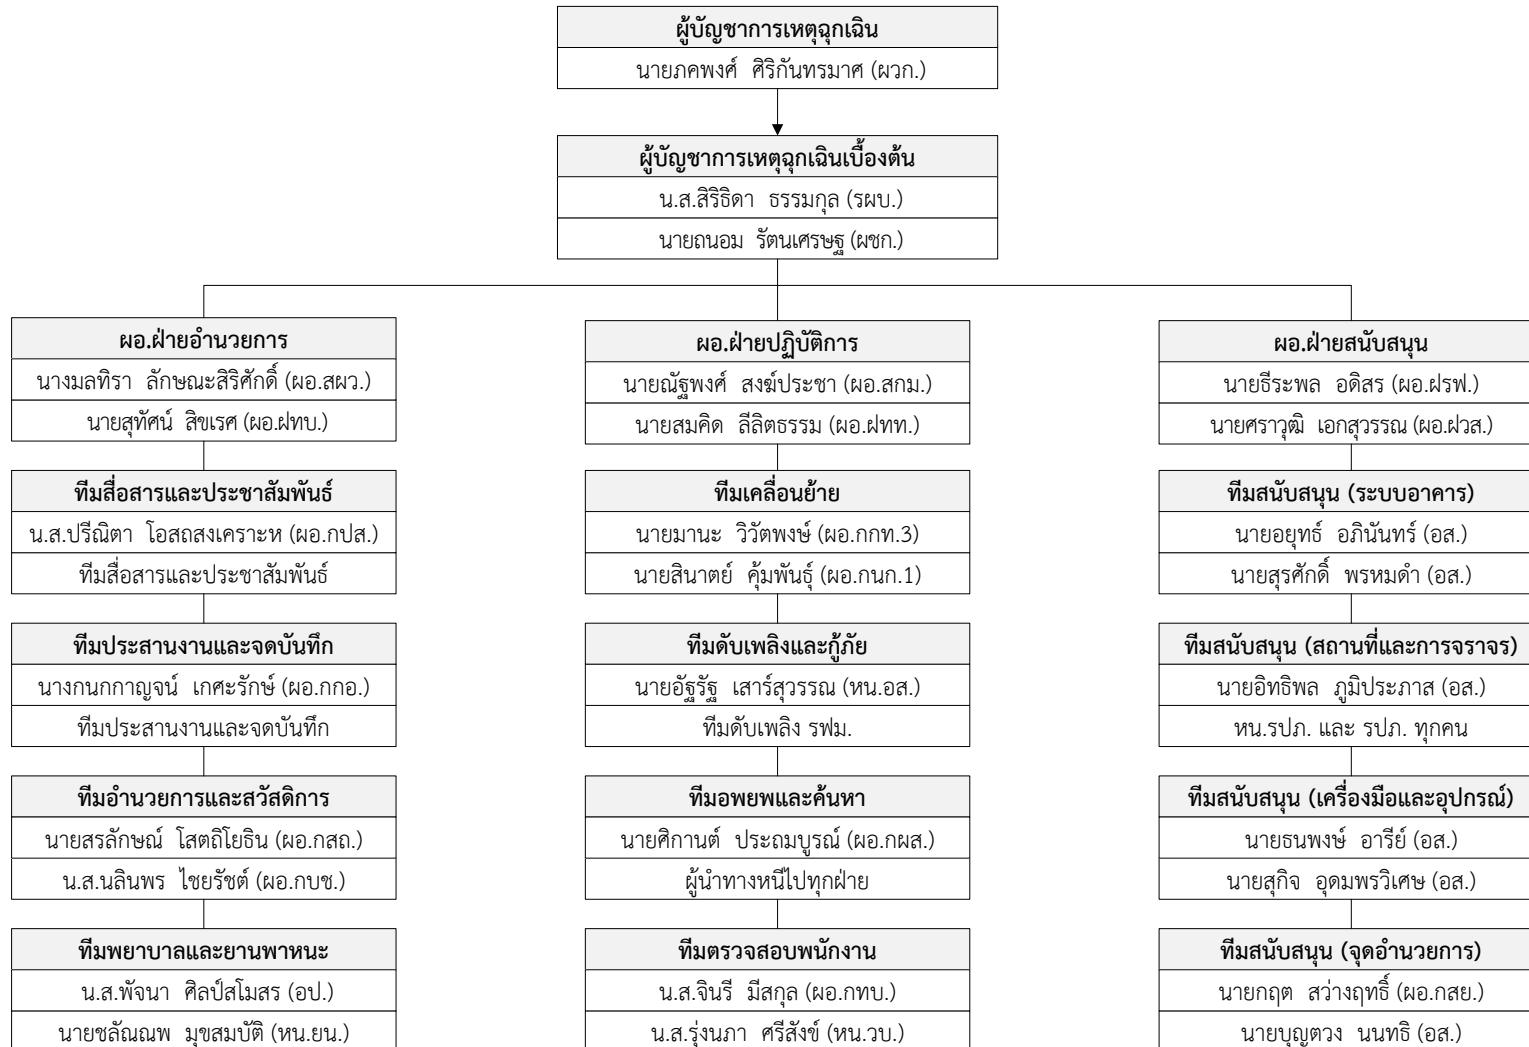 ผู้บัญชาการเหตุฉุกเฉิน
นายภคพงศ์ ศิริกันทรมาศ (ผวก.)
ผู้บัญชาการเหตุฉุกเฉินเบื้องต้น
น.ส.สิริธิดา ธรรมกุล (รผบ.)
นายถนอม รัตนเศรษฐ (ผชก.)
ผอ.ฝ่ายอำนวยการ
นางมลทิรา ลักษณะสิริศักดิ์ (ผอ.สผว.)
นายสุทัศน์ สิขเรศ (ผอ.ฝทบ.)
ทีมสื่อสารและประชาสัมพันธ์
น.ส.ปรีณิตา โอสถสงเคราะห (ผอ.กปส.)
ทีมสื่อสารและประชาสัมพันธ์
ทีมประสานงานและจดบันทึก
นางกนกกาญจน์ เกศะรักษ์ (ผอ.กกอ.)
ทีมประสานงานและจดบันทึก
ทีมอำนวยการและสวัสดิการ
นายสรลักษณ์ โสตถิโยธิน (ผอ.กสถ.)
น.ส.นลินพร ไชยรัชต์ (ผอ.กบช.)
ทีมพยาบาลและยานพาหนะ
น.ส.พัจนา ศิลป์สโมสร (อป.)
นายชลัณณพ มุขสมบัติ (หน.ยน.)
ผอ.ฝ่ายปฏิบัติการ
นายณัฐพงศ์ สงฆ์ประชา (ผอ.สกม.)
นายสมคิด ลีลิตธรรม (ผอ.ฝทท.)
ทีมเคลื่อนย้าย
นายมานะ วิวัตพงษ์ (ผอ.กกท.3)
นายสินาตย์ คุ้มพันธุ์ (ผอ.กนก.1)
ทีมดับเพลิงและกู้ภัย
นายอัฐรัฐ เสาร์สุวรรณ (หน.อส.)
ทีมดับเพลิง รฟม.
ทีมอพยพและค้นหา
นายศิกานต์ ประถมบูรณ์ (ผอ.กผส.)
ผู้นำทางหนีไปทุกฝ่าย
ทีมตรวจสอบพนักงาน
น.ส.จินรี มีสกุล (ผอ.กทบ.)
น.ส.รุ่งนภา ศรีสังข์ (หน.วบ.)
ผอ.ฝ่ายสนับสนุน
นายธีระพล อดิสร (ผอ.ฝรฟ.)
นายศราวุฒิ เอกสุวรรณ (ผอ.ฝวส.)
ทีมสนับสนุน (ระบบอาคาร)
นายอยุทธ์ อภินันทร์ (อส.)
นายสุรศักดิ์ พรหมดำ (อส.)
ทีมสนับสนุน (สถานที่และการจราจร)
นายอิทธิพล ภูมิประภาส (อส.)
หน.รปภ. และ รปภ. ทุกคน
ทีมสนับสนุน (เครื่องมือและอุปกรณ์)
นายธนพงษ์ อารีย์ (อส.)
นายสุกิจ อุดมพรวิเศษ (อส.)
ทีมสนับสนุน (จุดอำนวยการ)
นายกฤต สว่างฤทธิ์ (ผอ.กสย.)
นายบุญตวง นนทธิ (อส.)